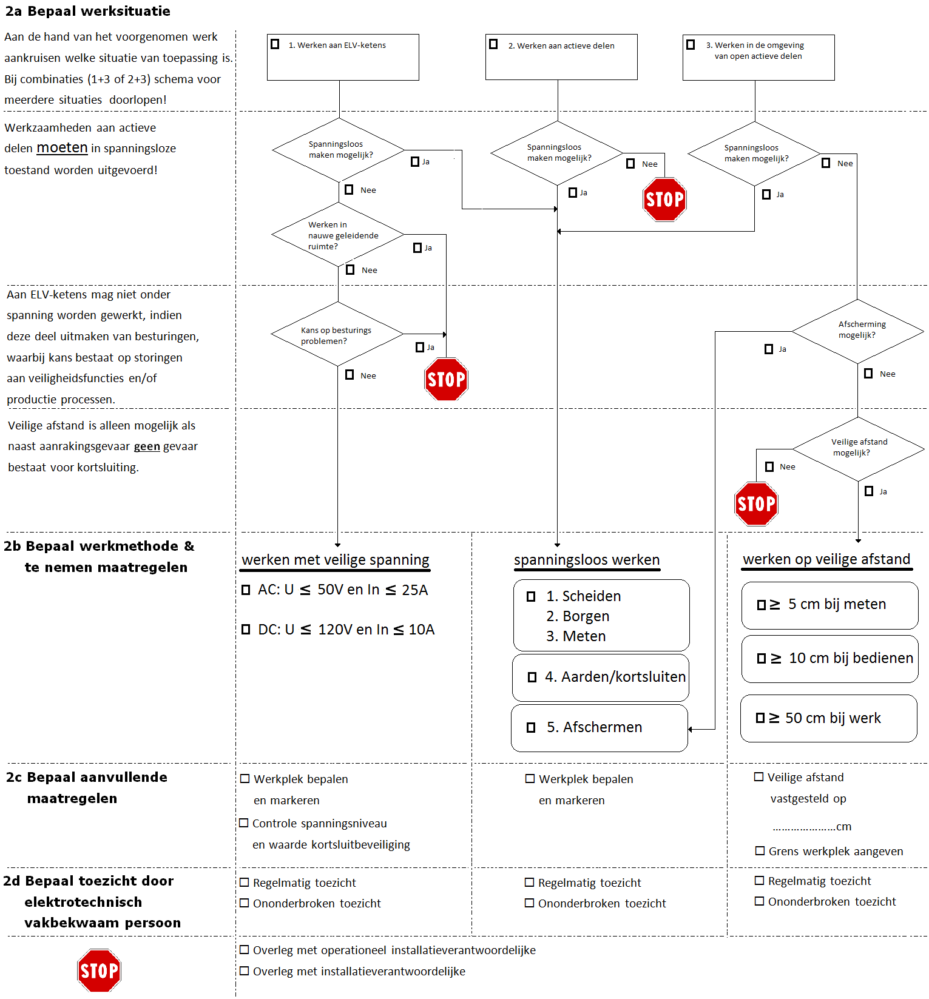 2a Bepaal werksituatie
Aan de hand van het voorgenomen werk
aankruisen welke situatie van toepassing is.
Bij combinaties (1+3 of 2+3) schema voor
meerdere situaties doorlopen!
1. Werken aan ELV-ketens
2. Werken aan actieve delen
3. Werken in de omgeving
van open actieve delen
Werkzaamheden aan actieve
delen moeten in spanningsloze
toestand worden uitgevoerd!
Spanningsloos
maken mogelijk?
Ja
Nee
Spanningsloos
maken mogelijk?
Nee
STOP
Ja
Spanningsloos
maken mogelijk?
Nee
Ja
Werken in
nauwe geleidende
ruimte?
Ja
Nee
Aan ELV-ketens mag niet onder
spanning worden gewerkt, indien
deze deel uitmaken van besturingen,
waarbij kans bestaat op storingen
aan veiligheidsfuncties en/of
productie processen.
Kans op besturings
problemen?
Ja
Nee
STOP
Afscherming
mogelijk?
Ja
Nee
Veilige afstand is alleen mogelijk als
naast aanrakingsgevaar geen gevaar
bestaat voor kortsluiting.
Veilige afstand
mogelijk?
Nee
STOP
Ja
2b Bepaal werkmethode &
te nemen maatregelen
werken met veilige spanning
AC: U ≤ 50V en In ≤ 25A
DC: U ≤ 120V en In ≤ 10A
spanningsloos werken
1. Scheiden
2. Borgen
3. Meten
4. Aarden/kortsluiten
5. Afschermen
werken op veilige afstand
≥ 5 cm bij meten
≥ 10 cm bij bedienen
≥ 50 cm bij werk
2c Bepaal aanvullende
maatregelen
Werkplek bepalen
en markeren
Controle spanningsniveau
en waarde kortsluitbeveiliging
Werkplek bepalen
en markeren
Veilige afstand
vastgesteld op
.....................cm
Grens werkplek aangeven
2d Bepaal toezicht door
elektrotechnisch
vakbekwaam persoon
Regelmatig toezicht
Ononderbroken toezicht
Regelmatig toezicht
Ononderbroken toezicht
Regelmatig toezicht
Ononderbroken toezicht
STOP
Overleg met operationeel installatieverantwoordelijke
Overleg met installatieverantwoordelijke